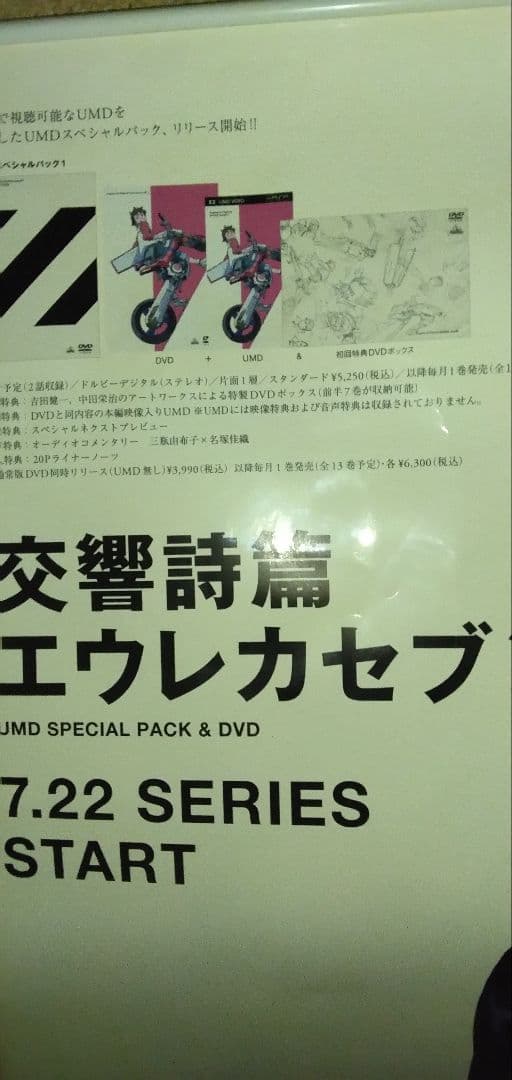 で視聴可能なUMDを
したUMDスペシャルパック、リリース開始!!
ペシャルパック1
UMD VIDEO
DVD
DVD
DVD + UMD & 初回特典DVDボックス
予定(2話収録)/ドルビーデジタル(ステレオ)/片面1層/スタンダード¥5,250(税込)/以降毎月1巻発売(全1
特典:吉田健一、中田栄治のアートワークスによる特製DVDボックス(前半7巻が収納可能)
特典:DVDと同内容の本編映像入りUMD ※UMDには映像特典および音声特典は収録されておりません。
特典:スペシャルネクストプレビュー
特典:オーディオコメンタリー 三瓶由布子×名塚佳織
特典:20Pライナーノーツ
通常版DVD同時リリース(UMD無し)¥3,990(税込) 以降毎月1巻発売(全13巻予定)・各¥6,300(税込)
交響詩篇
エウレカセブ
UMD SPECIAL PACK & DVD
7.22 SERIES
START